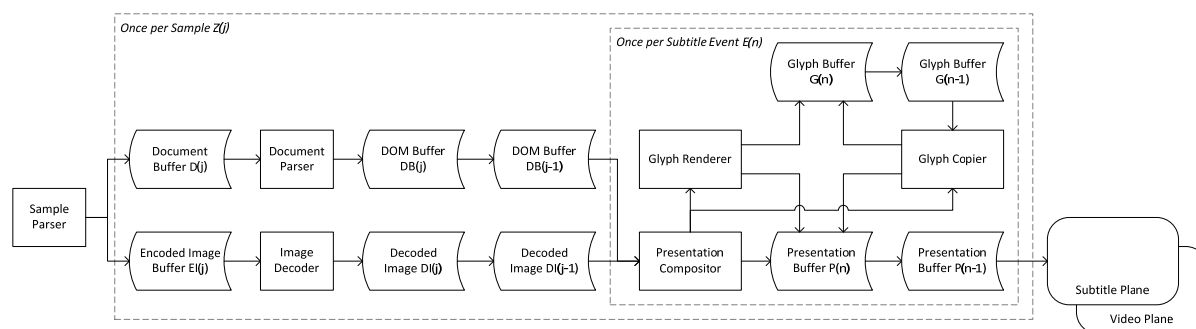 Once per Sample Z(j)
Once per Subtitle Event E(n)
Glyph Buffer
G(n)
Glyph Buffer
G(n-1)
Document
Buffer D(j)
Document
Parser
DOM Buffer
DB(j)
DOM Buffer
DB(j-1)
Glyph Renderer
Glyph Copier
Sample
Parser
Encoded Image
Buffer EI(j)
Image
Decoder
Decoded
Image DI(j)
Decoded
Image DI(j-1)
Presentation
Compositor
Presentation
Buffer P(n)
Presentation
Buffer P(n-1)
Subtitle Plane
Video Plane